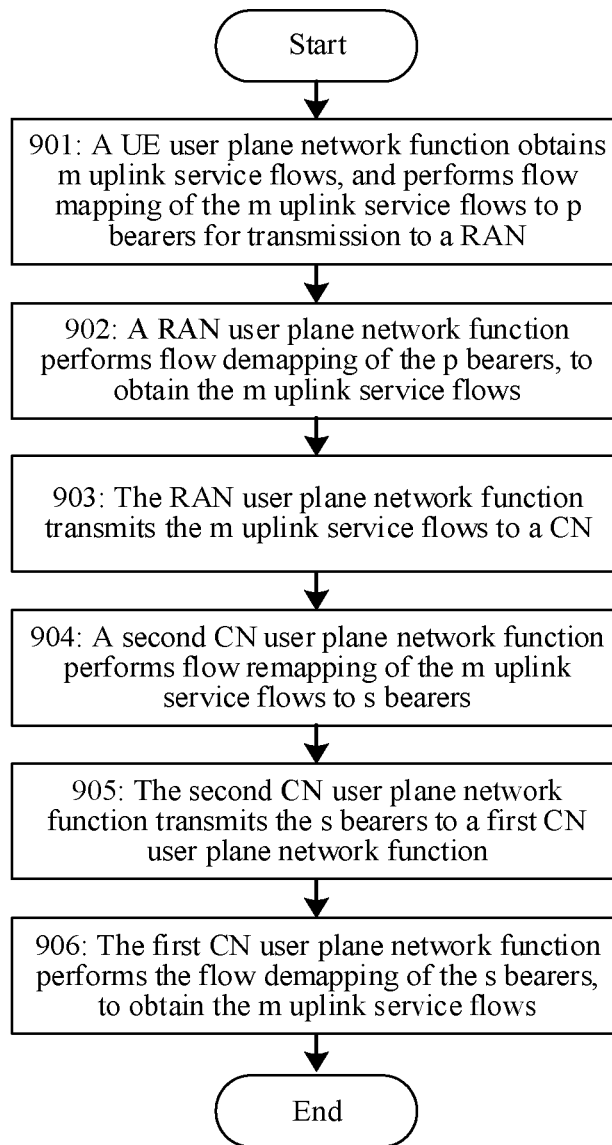 Start
901: A UE user plane network function obtains
m uplink service flows, and performs flow
mapping of the m uplink service flows to p
bearers for transmission to a RAN
902: A RAN user plane network function
performs flow demapping of the p bearers, to
obtain the m uplink service flows
903: The RAN user plane network function
transmits the m uplink service flows to a CN
904: A second CN user plane network function
performs flow remapping of the m uplink
service flows to s bearers
905: The second CN user plane network
function transmits the s bearers to a first CN
user plane network function
906: The first CN user plane network function
performs the flow demapping of the s bearers,
to obtain the m uplink service flows
End